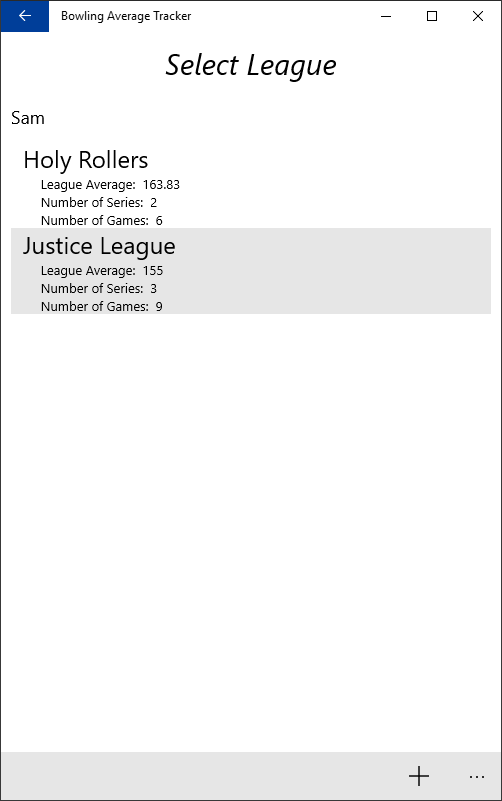 Bowling Average Tracker
Select League
Sam
Holy Rollers
League Average: 163.83
Number of Series: 2
Number of Games: 6
Justice League
League Average: 155
Number of Series: 3
Number of Games: 9